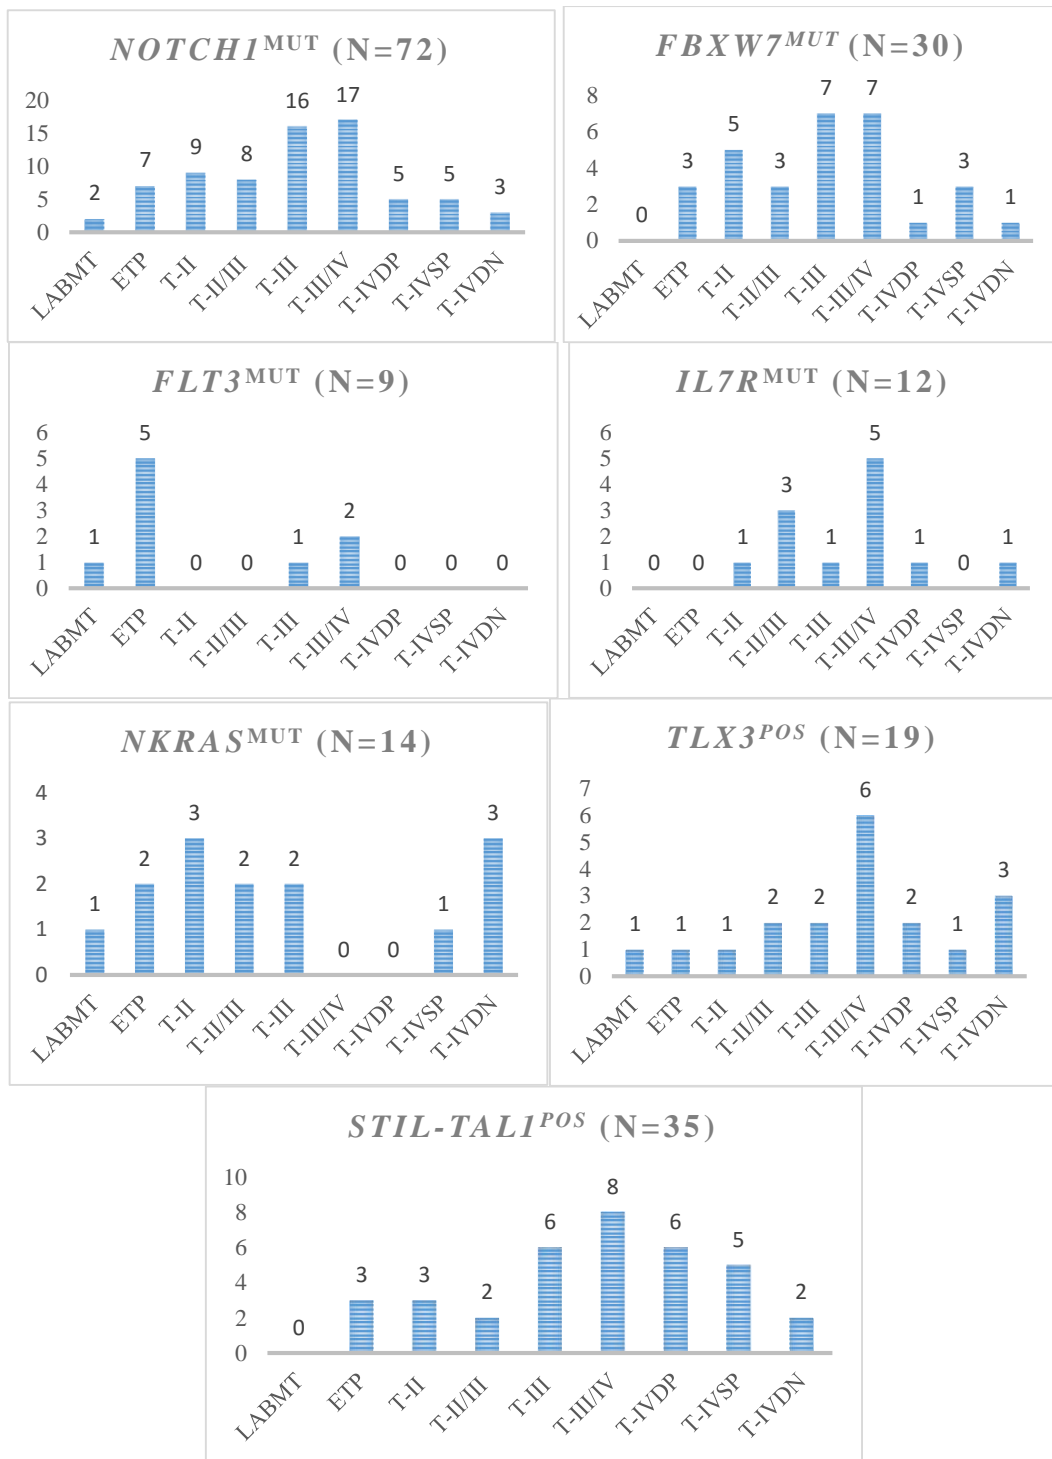 NOTCH1MUT (N=72)
20
15
10
5
0
2 7 9 8 16 17 5 5 3
LABMT ETP T-II T-II/III T-III T-III/IV T-IVDP T-IVSP T-IVDN
FBXW7MUT (N=30)
8
6
4
2
0
0 3 5 3 7 7 1 3 1
LABMT ETP T-II T-II/III T-III T-III/IV T-IVDP T-IVSP T-IVDN
FLT3MUT (N=9)
6
5
4
3
2
1
0
1 5 0 0 1 2 0 0 0
LABMT ETP T-II T-II/III T-III T-III/IV T-IVDP T-IVSP T-IVDN
IL7RMUT (N=12)
6
5
4
3
2
1
0
0 0 1 3 1 5 1 0 1
LABMT ETP T-II T-II/III T-III T-III/IV T-IVDP T-IVSP T-IVDN
NKRASMUT (N=14)
4
3
2
1
0
1 2 3 2 2 0 0 1 3
LABMT ETP T-II T-II/III T-III T-III/IV T-IVDP T-IVSP T-IVDN
TLX3POS (N=19)
7
6
5
4
3
2
1
0
1 1 1 2 2 6 2 1 3
LABMT ETP T-II T-II/III T-III T-III/IV T-IVDP T-IVSP T-IVDN
STIL-TAL1POS (N=35)
10
8
6
4
2
0
0 3 3 2 6 8 6 5 2
LABMT ETP T-II T-II/III T-III T-III/IV T-IVDP T-IVSP T-IVDN